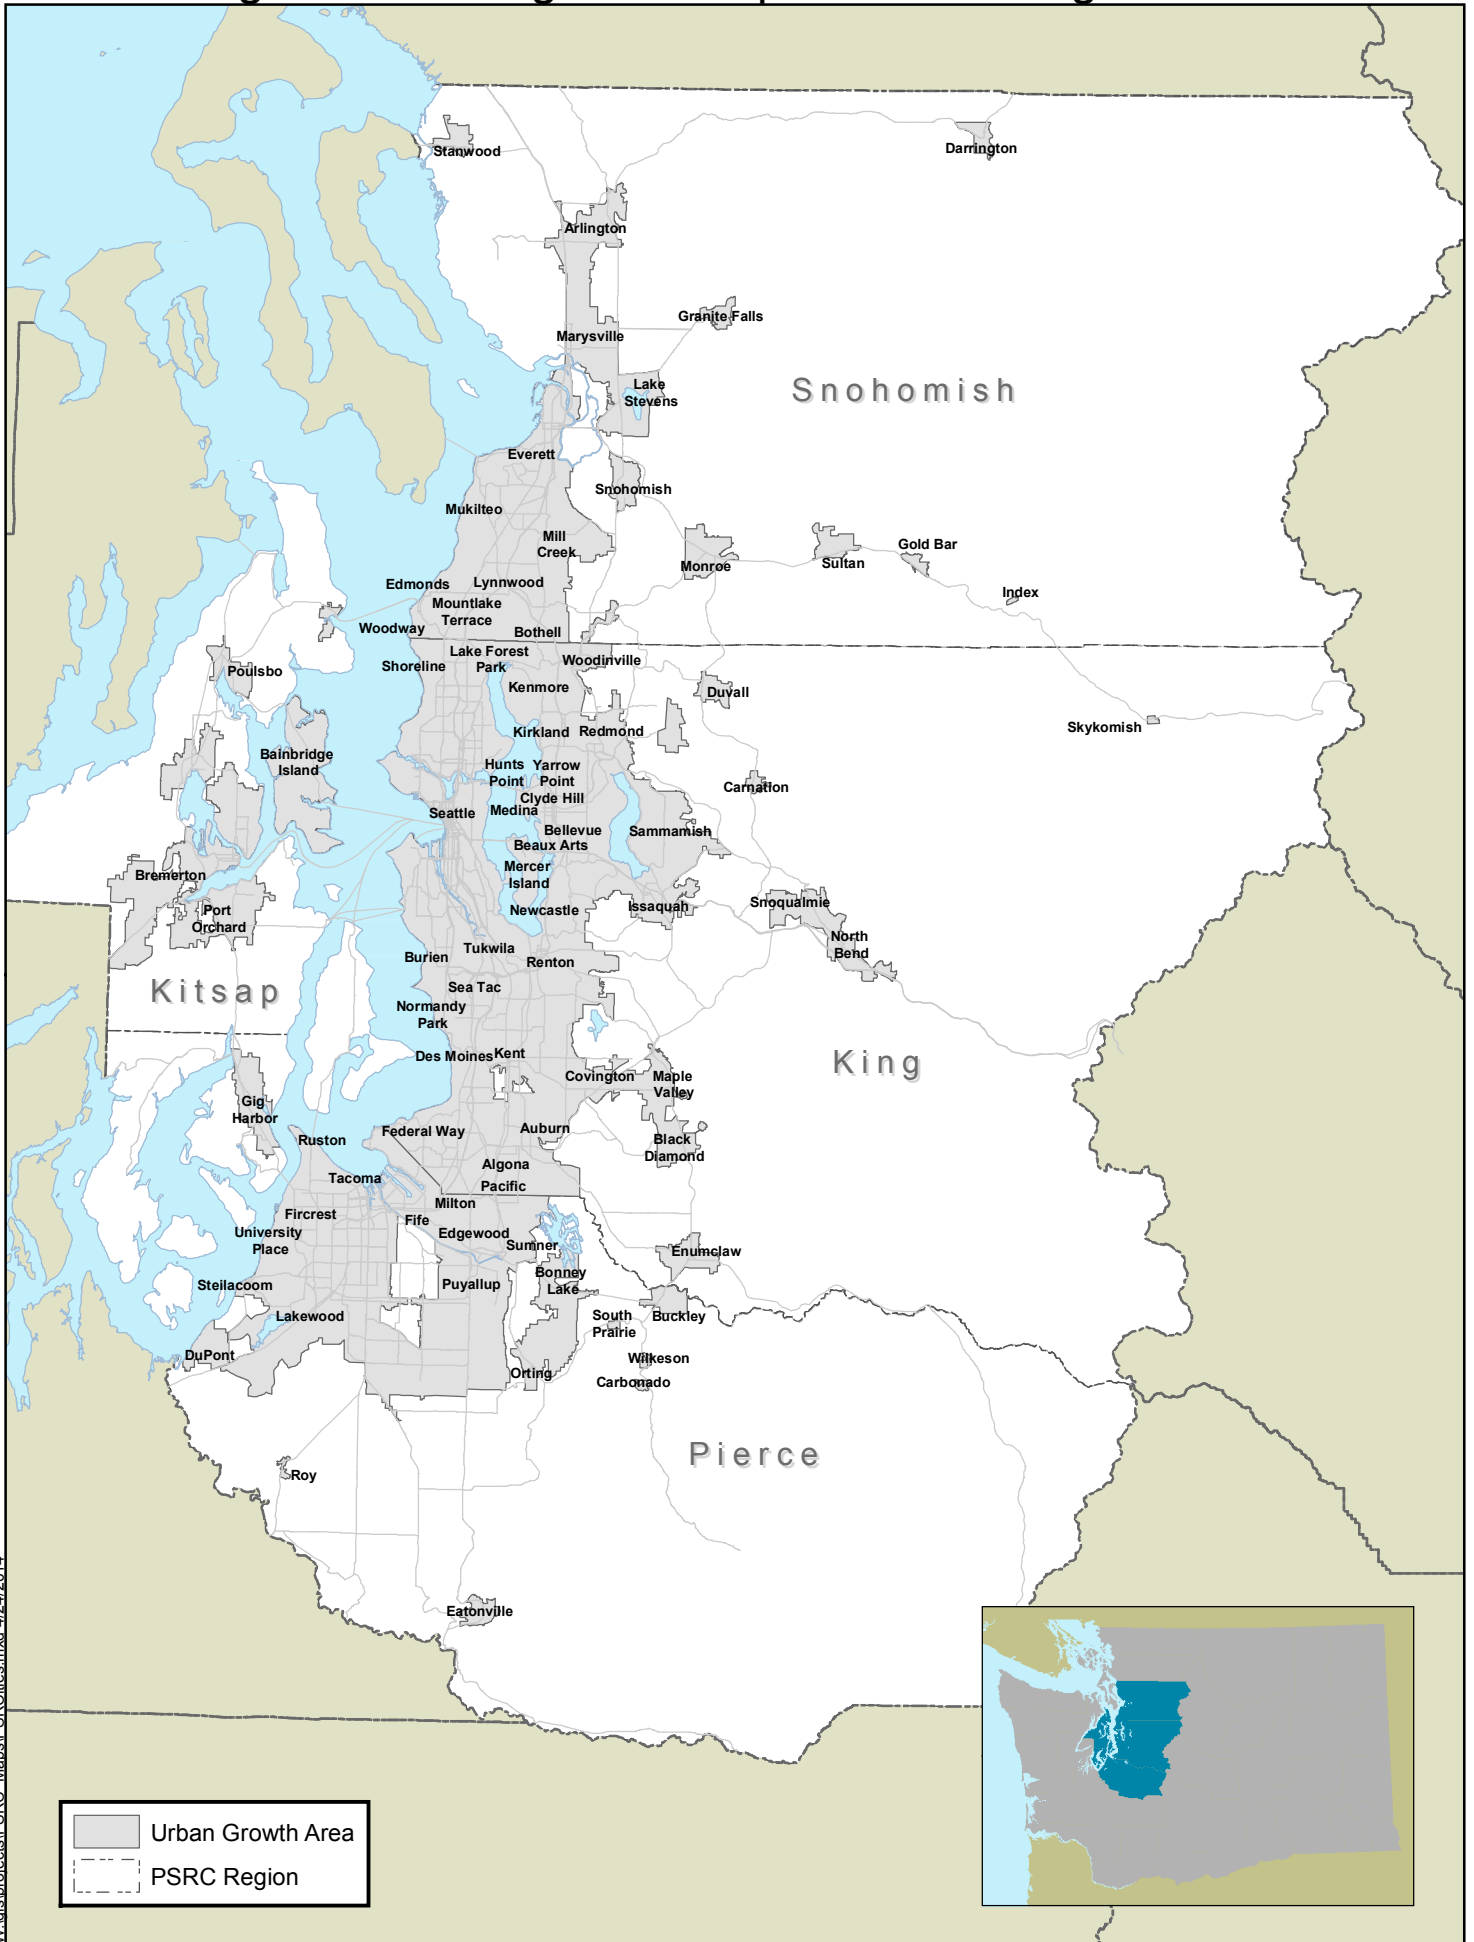 Stanwood
Darrington
Arlington
Granite Falls
Marysville
Lake
Stevens
Snohomish
Everett
Snohomish
Mukilteo
Mill
Creek
Monroe
Sultan
Gold Bar
Index
Edmonds
Lynnwood
Mountlake
Terrace
Woodway
Bothell
Lake Forest
Park
Shoreline
Woodinville
Poulsbo
Kenmore
Duvall
Skykomish
Kirkland
Redmond
Bainbridge
Island
Hunts
Point
Yarrow
Point
Carnation
Clyde Hill
Seattle
Medina
Bellevue
Sammamish
Beaux Arts
Bremerton
Mercer
Island
Port
Orchard
Newcastle
Issaquah
Snoqualmie
North
Bend
Tukwila
Burien
Renton
Kitsap
Sea Tac
Normandy
Park
Des Moines
Kent
King
Covington
Maple
Valley
Gig
Harbor
Ruston
Federal Way
Auburn
Black
Diamond
Algona
Tacoma
Pacific
Milton
Fircrest
Fife
University
Place
Edgewood
Sumner
Enumclaw
Steilacoom
Puyallup
Bonney
Lake
Lakewood
South
Prairie
Buckley
DuPont
Wilkeson
Orting
Carbonado
Pierce
Roy
Eatonville
Urban Growth Area
PSRC Region